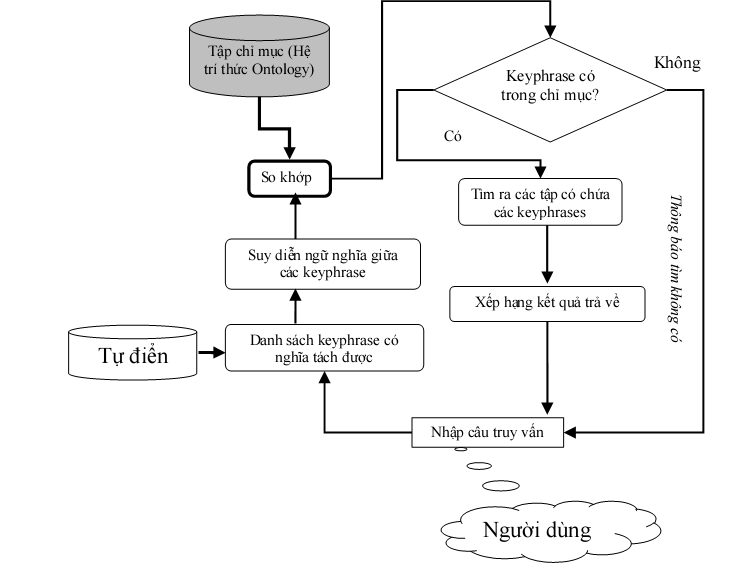 Tập chỉ mục (Hệ
tri thức Ontology)
Keyphrase có
trong chỉ mục?
Không
Có
So khớp
Tìm ra các tập có chứa
các keyphrases
Thông báo tìm không có
Suy diễn ngữ nghĩa giữa
các keyphrase
Xếp hạng kết quả trả về
Tự điển
Danh sách keyphrase có
nghĩa tách được
Nhập câu truy vấn
Người dùng